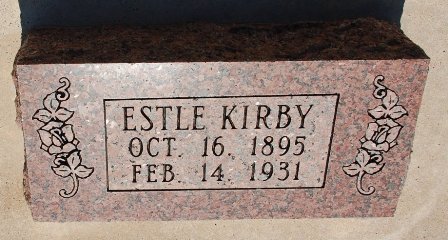 ESTLE KIRBY
OCT. 16 1895
FEB. 14 1931